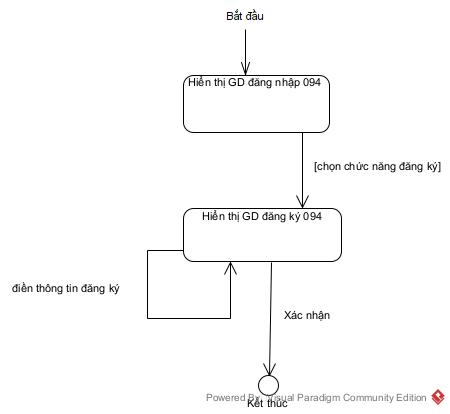 Bắt đầu
Hiển thị GD đăng nhập 094
[chọn chức năng đăng ký]
Hiển thị GD đăng ký 094
điền thông tin đăng ký
Xác nhận
Powered By: Visual Paradigm Community Edition
Kết thúc